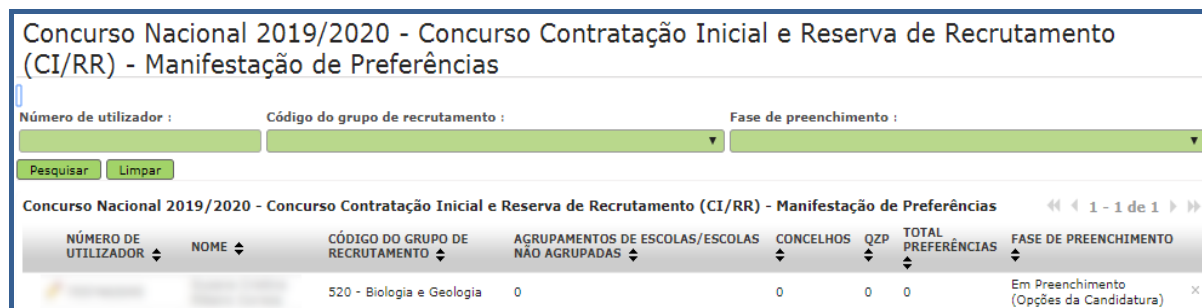 Concurso Nacional 2019/2020 - Concurso Contratação Inicial e Reserva de Recrutamento
(CI/RR) - Manifestação de Preferências
Número de utilizador : Código do grupo de recrutamento : Fase de preenchimento :
Pesquisar Limpar
Concurso Nacional 2019/2020 - Concurso Contratação Inicial e Reserva de Recrutamento (CI/RR) - Manifestação de Preferências 1 - 1 de 1
NÚMERO DE UTILIZADOR NOME CÓDIGO DO GRUPO DE RECRUTAMENTO AGRUPAMENTOS DE ESCOLAS/ESCOLAS NÃO AGRUPADAS CONCELHOS QZP TOTAL PREFERÊNCIAS FASE DE PREENCHIMENTO
520 - Biologia e Geologia 0 0 0 0 Em Preenchimento
(Opções da Candidatura)